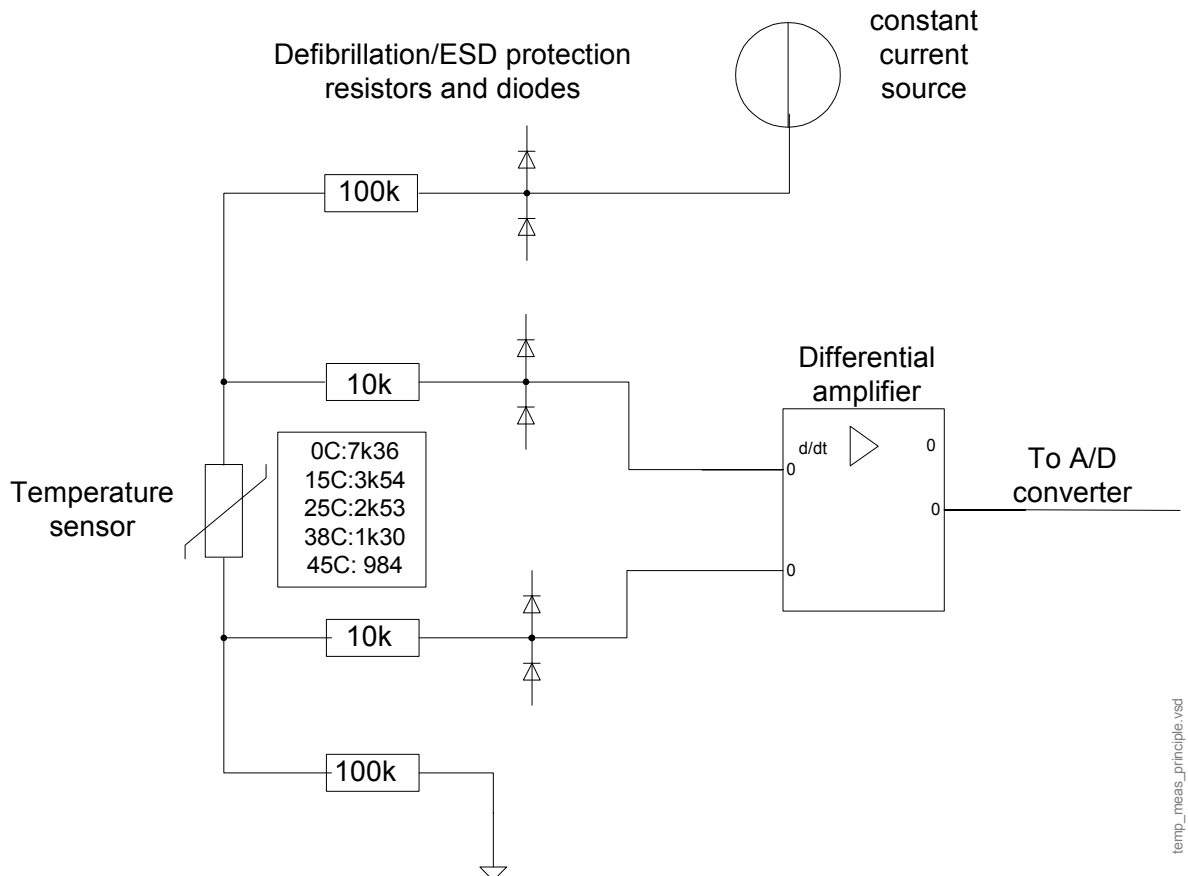 constant
current
source
Defibrillation/ESD protection
resistors and diodes
100k
10k
Differential
amplifier
d/dt
0
0
0
0
To A/D
converter
Temperature
sensor
0C:7k36
15C:3k54
25C:2k53
38C:1k30
45C: 984
10k
100k
temp_meas_principle.vsd